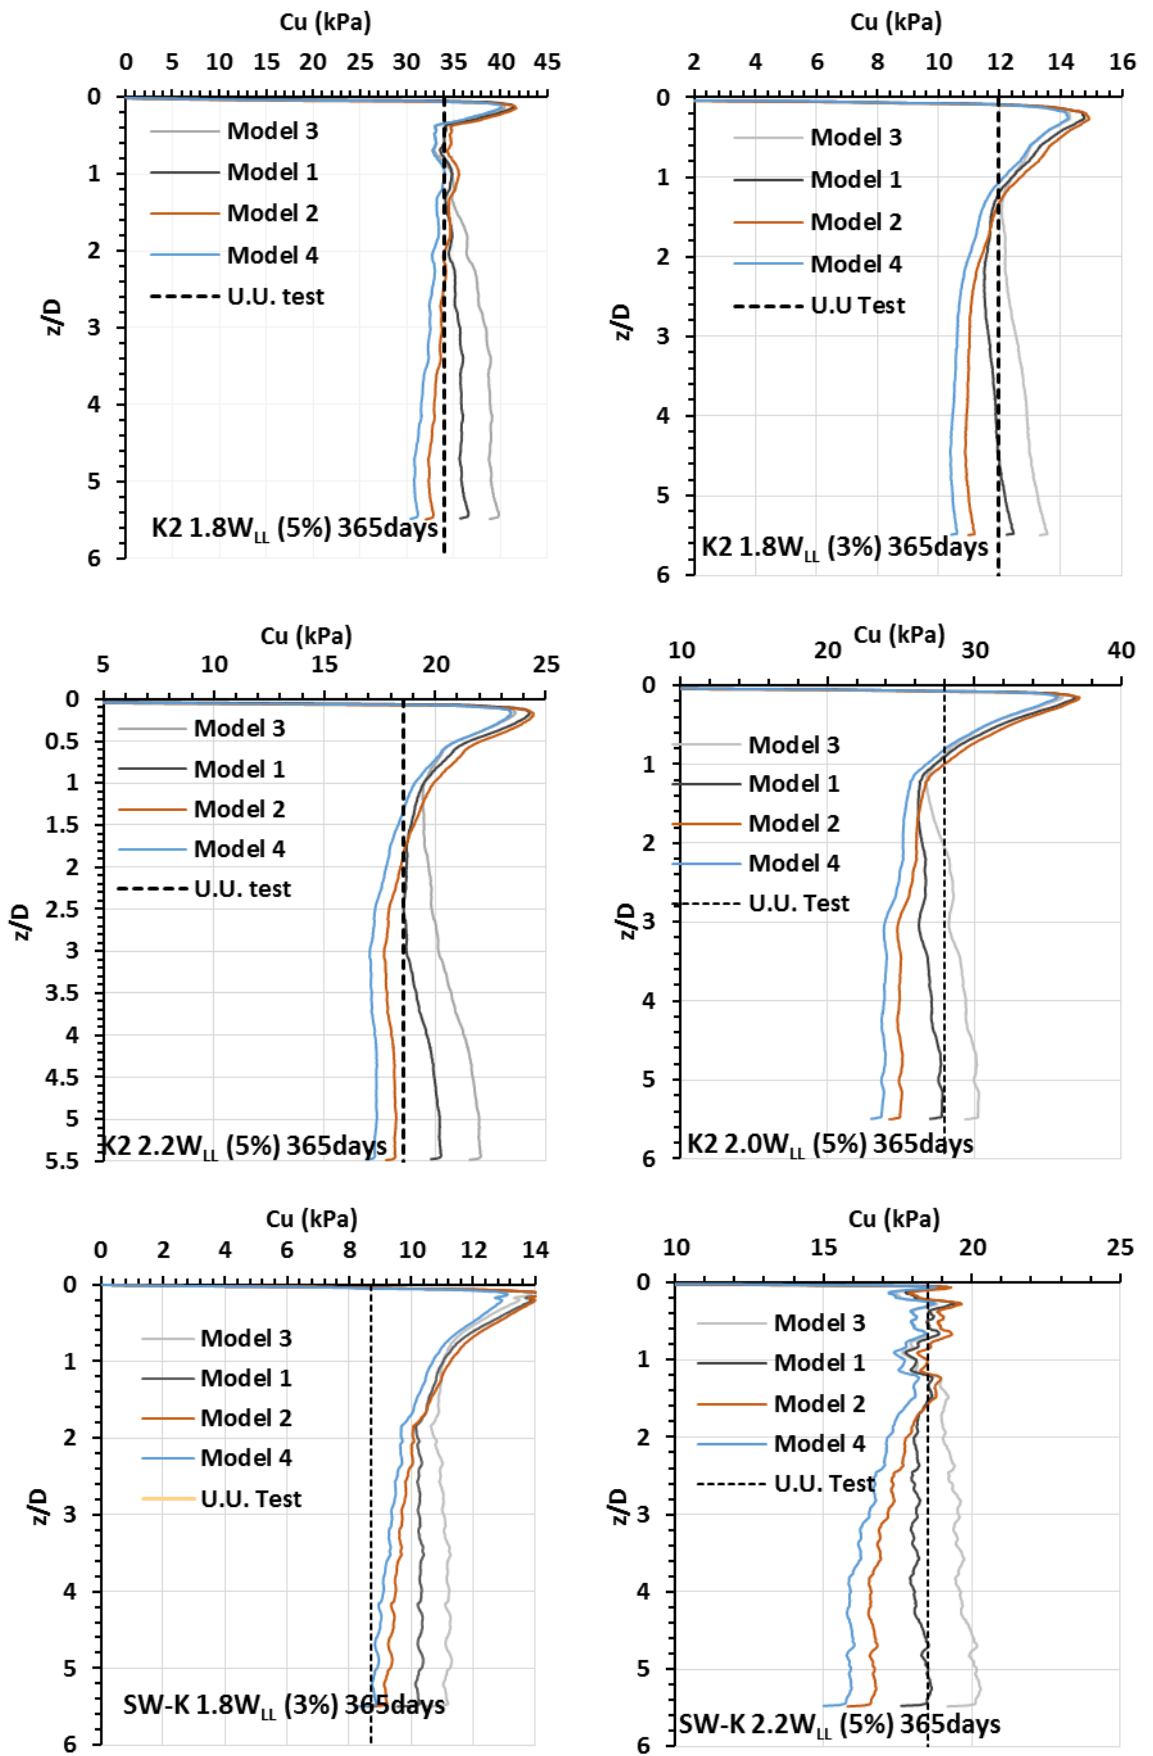 Cu (kPa)
0 5 10 15 20 25 30 35 40 45
0
1
2
3
4
5
6
z/D
Model 3
Model 1
Model 2
Model 4
U.U. test
K2 1.8WLL (5%) 365days
Cu (kPa)
2 4 6 8 10 12 14 16
0
1
2
3
4
5
6
z/D
Model 3
Model 1
Model 2
Model 4
U.U Test
K2 1.8WLL (3%) 365days
Cu (kPa)
5 10 15 20 25
0
0.5
1
1.5
2
2.5
3
3.5
4
4.5
5
5.5
z/D
Model 3
Model 1
Model 2
Model 4
U.U. test
K2 2.2WLL (5%) 365days
Cu (kPa)
10 20 30 40
0
1
2
3
4
5
6
z/D
Model 3
Model 1
Model 2
Model 4
U.U. Test
K2 2.0WLL (5%) 365days
Cu (kPa)
0 2 4 6 8 10 12 14
0
1
2
3
4
5
6
z/D
Model 3
Model 1
Model 2
Model 4
U.U. Test
SW-K 1.8WLL (3%) 365days
Cu (kPa)
10 15 20 25
0
1
2
3
4
5
6
z/D
Model 3
Model 1
Model 2
Model 4
U.U. Test
SW-K 2.2WLL (5%) 365days